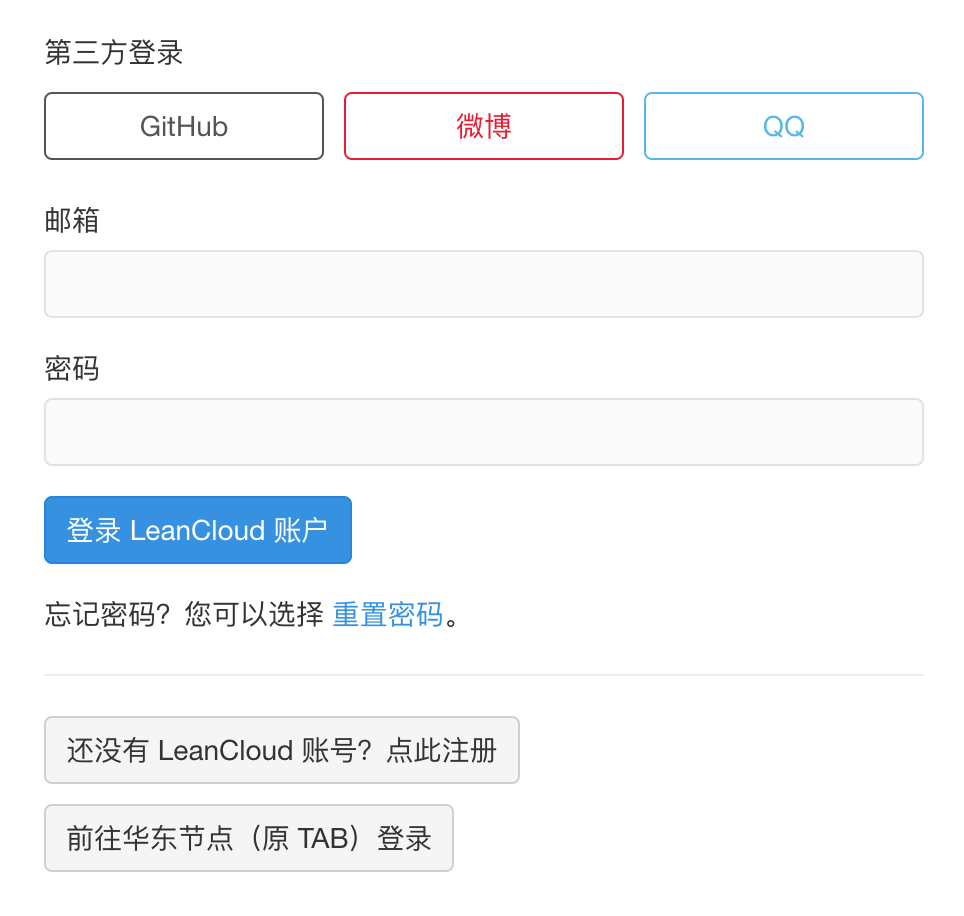 第三方登录
GitHub 微博 QQ
邮箱
密码
登录 LeanCloud 账户
忘记密码？您可以选择 重置密码。
还没有 LeanCloud 账号？点此注册
前往华东节点（原 TAB）登录